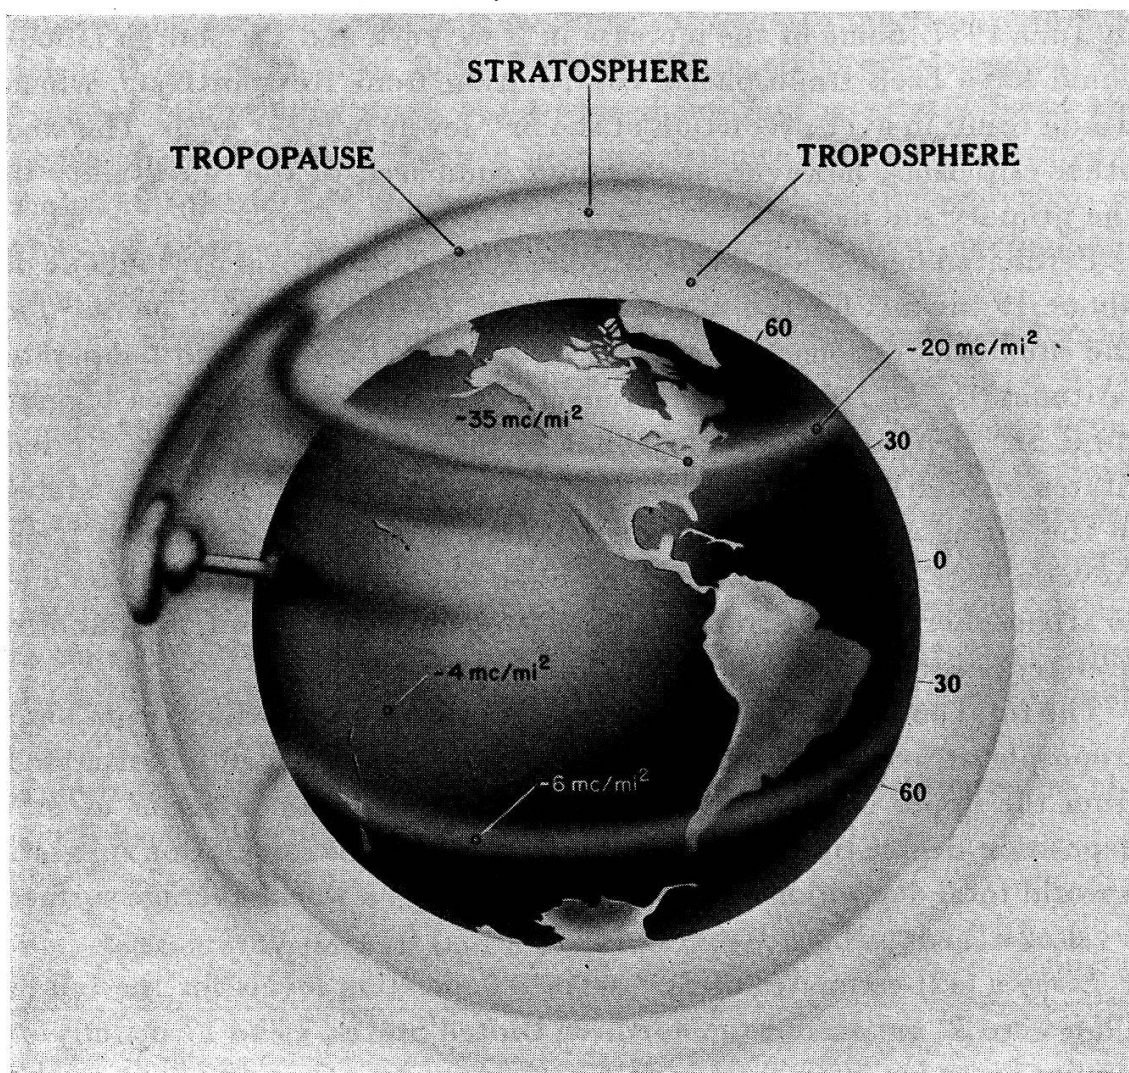 STRATOSPHERE
TROPOPAUSE
TROPOSPHERE
60
~20 mc/mi²
~35 mc/mi²
30
0
~4 mc/mi²
30
~6 mc/mi²
60